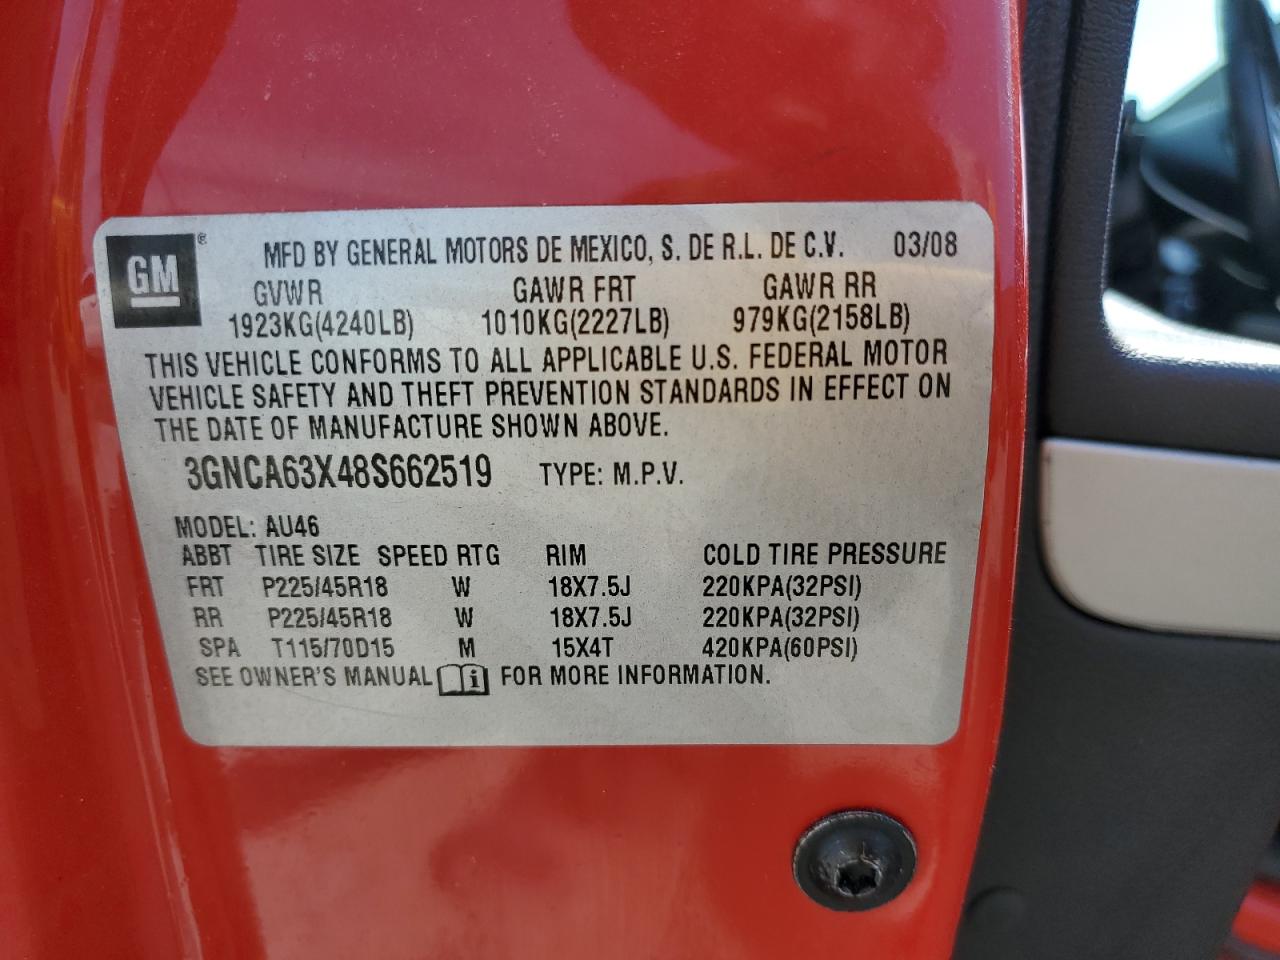 GM ® MFD BY GENERAL MOTORS DE MEXICO, S. DE R.L. DE C.V. 03/08
GVWR GAWR FRT GAWR RR
1923KG(4240LB) 1010KG(2227LB) 979KG(2158LB)
THIS VEHICLE CONFORMS TO ALL APPLICABLE U.S. FEDERAL MOTOR
VEHICLE SAFETY AND THEFT PREVENTION STANDARDS IN EFFECT ON
THE DATE OF MANUFACTURE SHOWN ABOVE.
3GNCA63X48S662519 TYPE: M.P.V.
MODEL: AU46
ABBT TIRE SIZE SPEED RTG RIM COLD TIRE PRESSURE
FRT P225/45R18 W 18X7.5J 220KPA(32PSI)
RR P225/45R18 W 18X7.5J 220KPA(32PSI)
SPA T115/70D15 M 15X4T 420KPA(60PSI)
SEE OWNER'S MANUAL i FOR MORE INFORMATION.